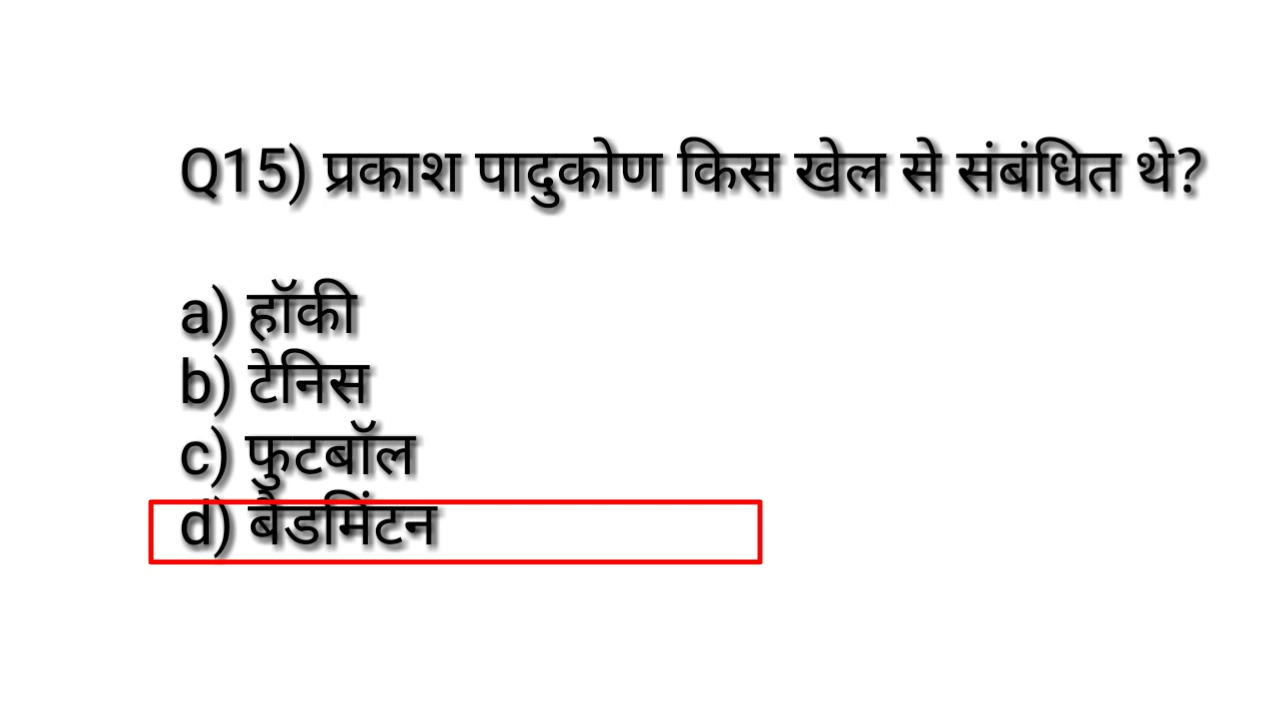 Q15) प्रकाश पादुकोण किस खेल से संबंधित थे?
a) हॉकी
b) टेनिस
c) फुटबॉल
d) बैडमिंटन